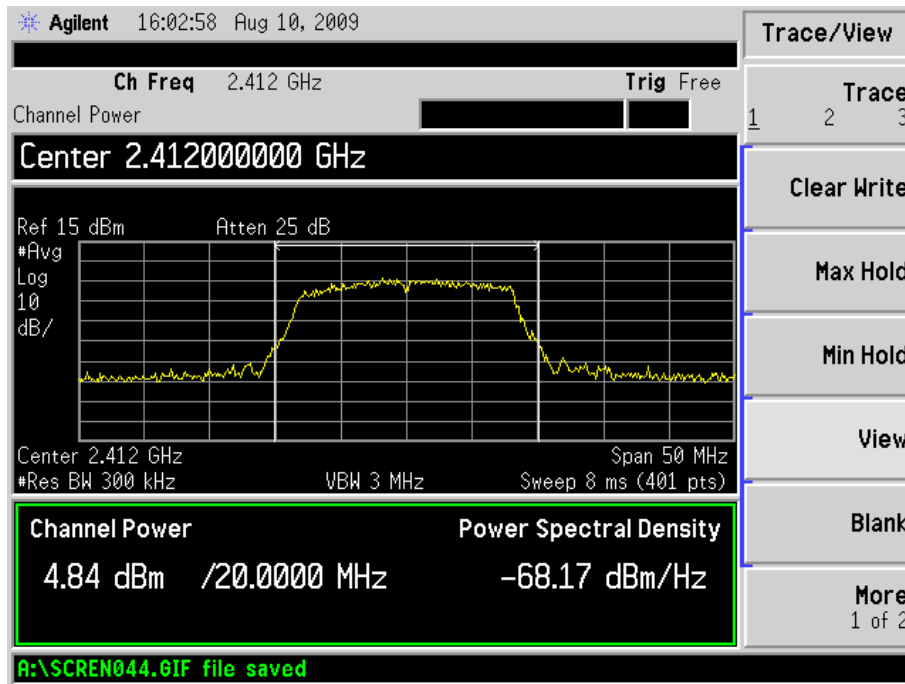 Agilent 16:02:58 Aug 10, 2009
Trace/View
Ch Freq 2.412 GHz Trig Free
Channel Power
Trace
1 2 3
Center 2.412000000 GHz
Clear Write
Ref 15 dBm Atten 25 dB
#Avg
Log
10
dB/
Max Hold
Min Hold
View
Center 2.412 GHz Span 50 MHz
#Res BW 300 kHz VBW 3 MHz Sweep 8 ms (401 pts)
Channel Power Power Spectral Density
4.84 dBm /20.0000 MHz -68.17 dBm/Hz
Blank
More
1 of 2
A:\SCREN044.GIF file saved